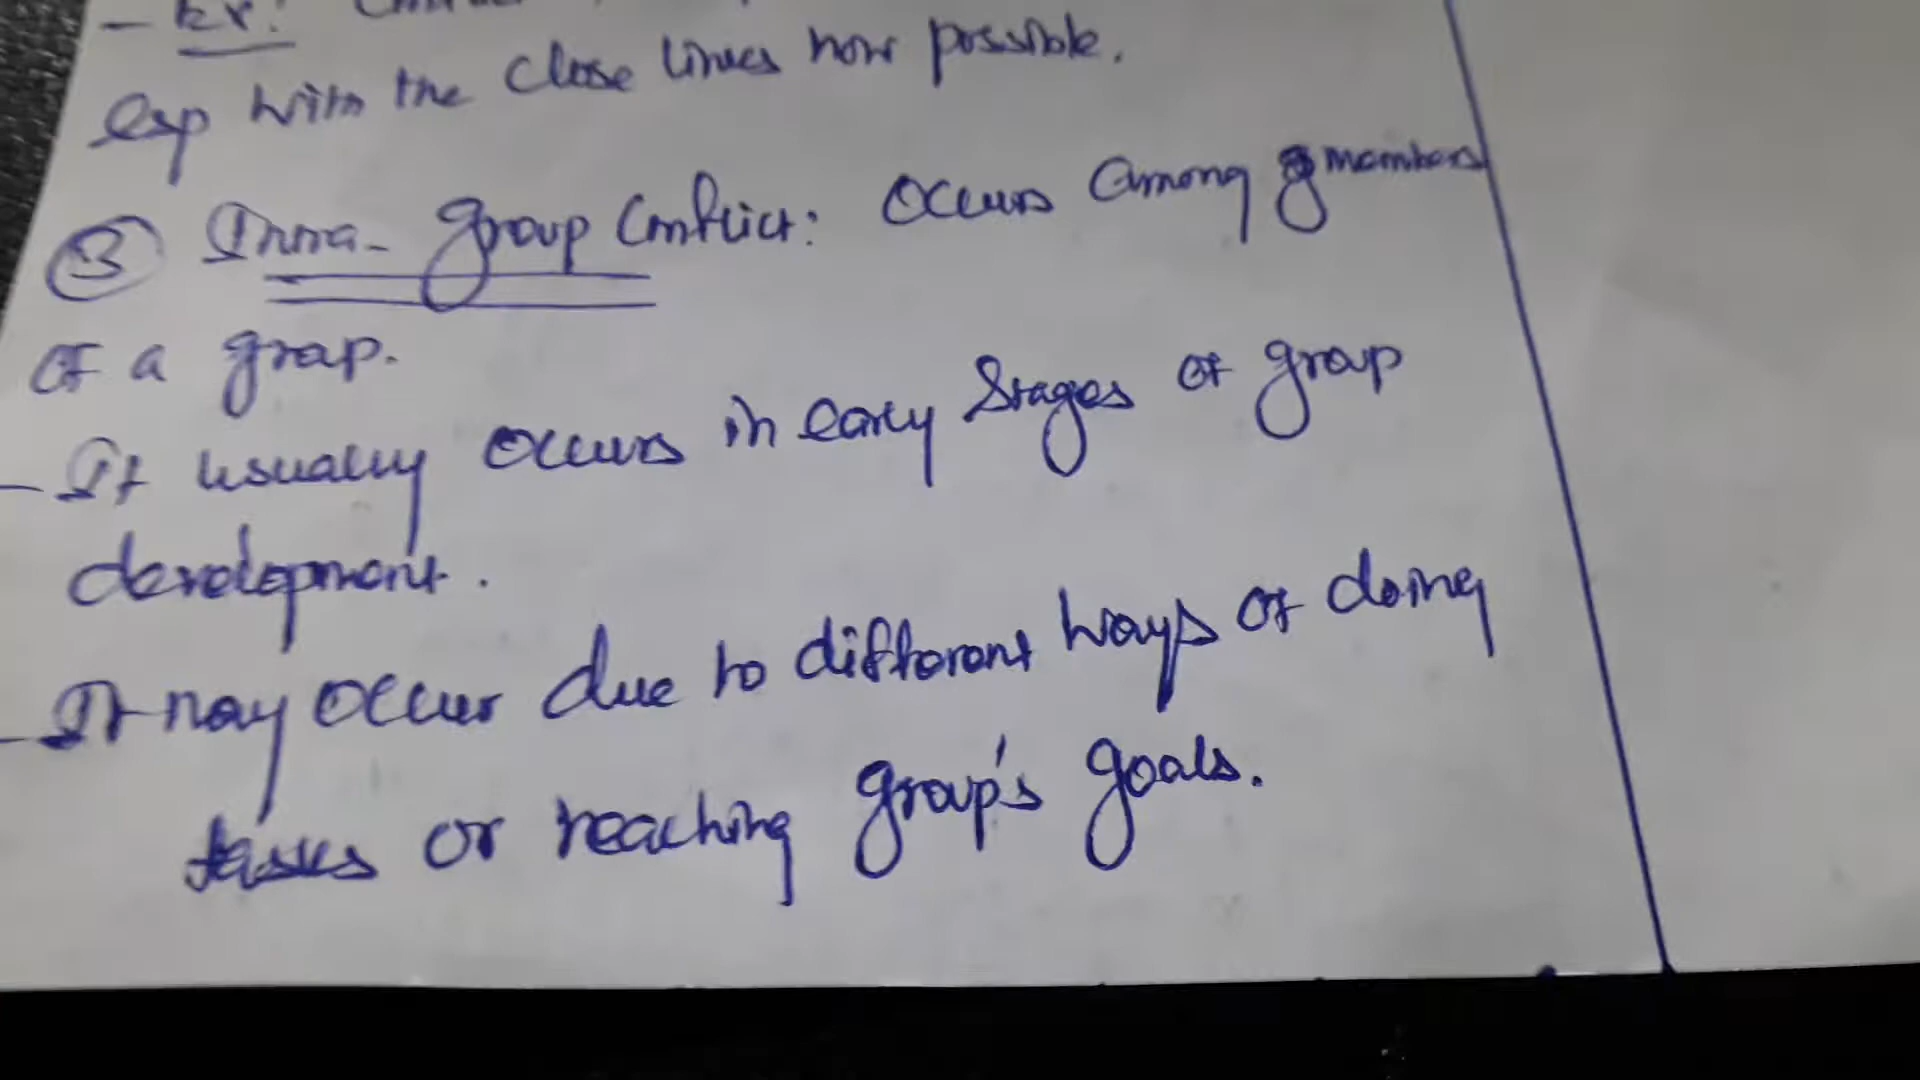 - Ex:
esp with the close links now possible.
③ Intra-group Conflict: Occurs among g members
of a group.
- It usually occurs in early stages of group
development.
- It may occur due to different ways of doing
tasks or reaching group's goals.